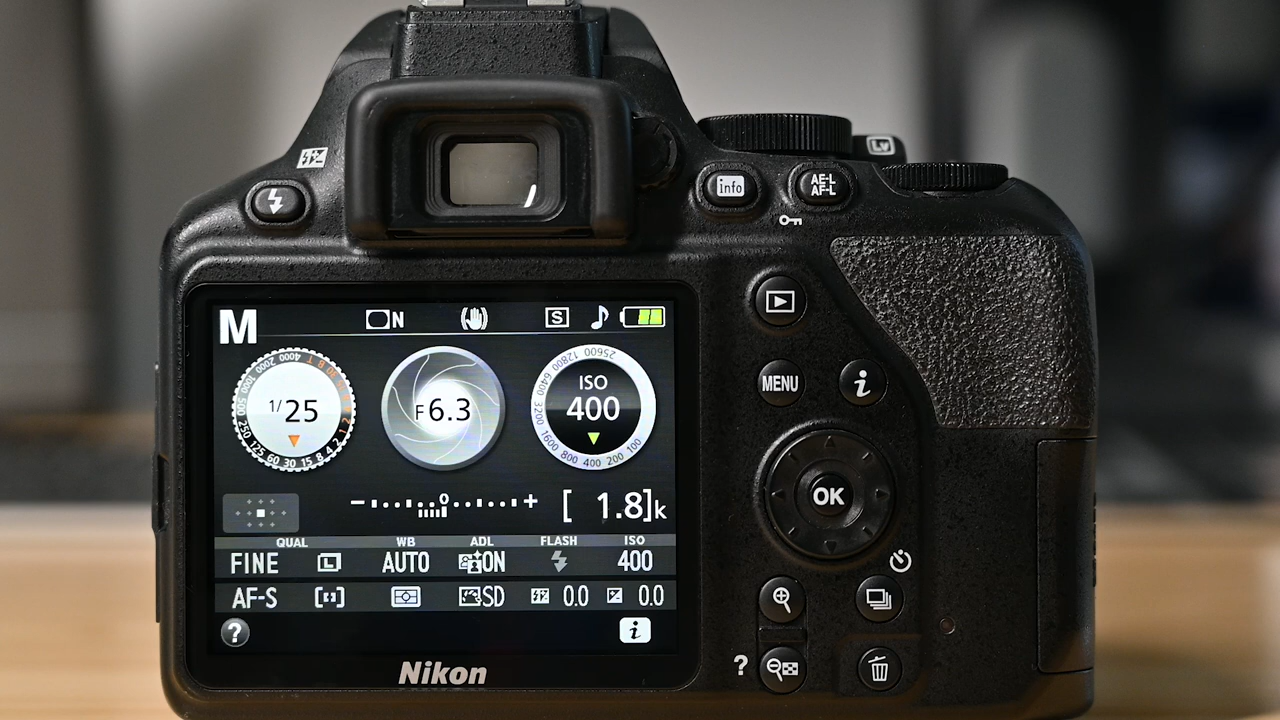 Lv
info
AE-L
AF-L
M
N
S
4000 B T
2000
1000
500
250
125
60
30
15
8
4
2
1
1/25
F6.3
25600
12800
6400
3200
1600
800
400
200
100
ISO
400
MENU
i
- 0 +
[ 1.8]k
OK
QUAL WB ADL FLASH ISO
FINE L AUTO ON 400
AF-S SD 0.0 0.0
? i
Nikon
?